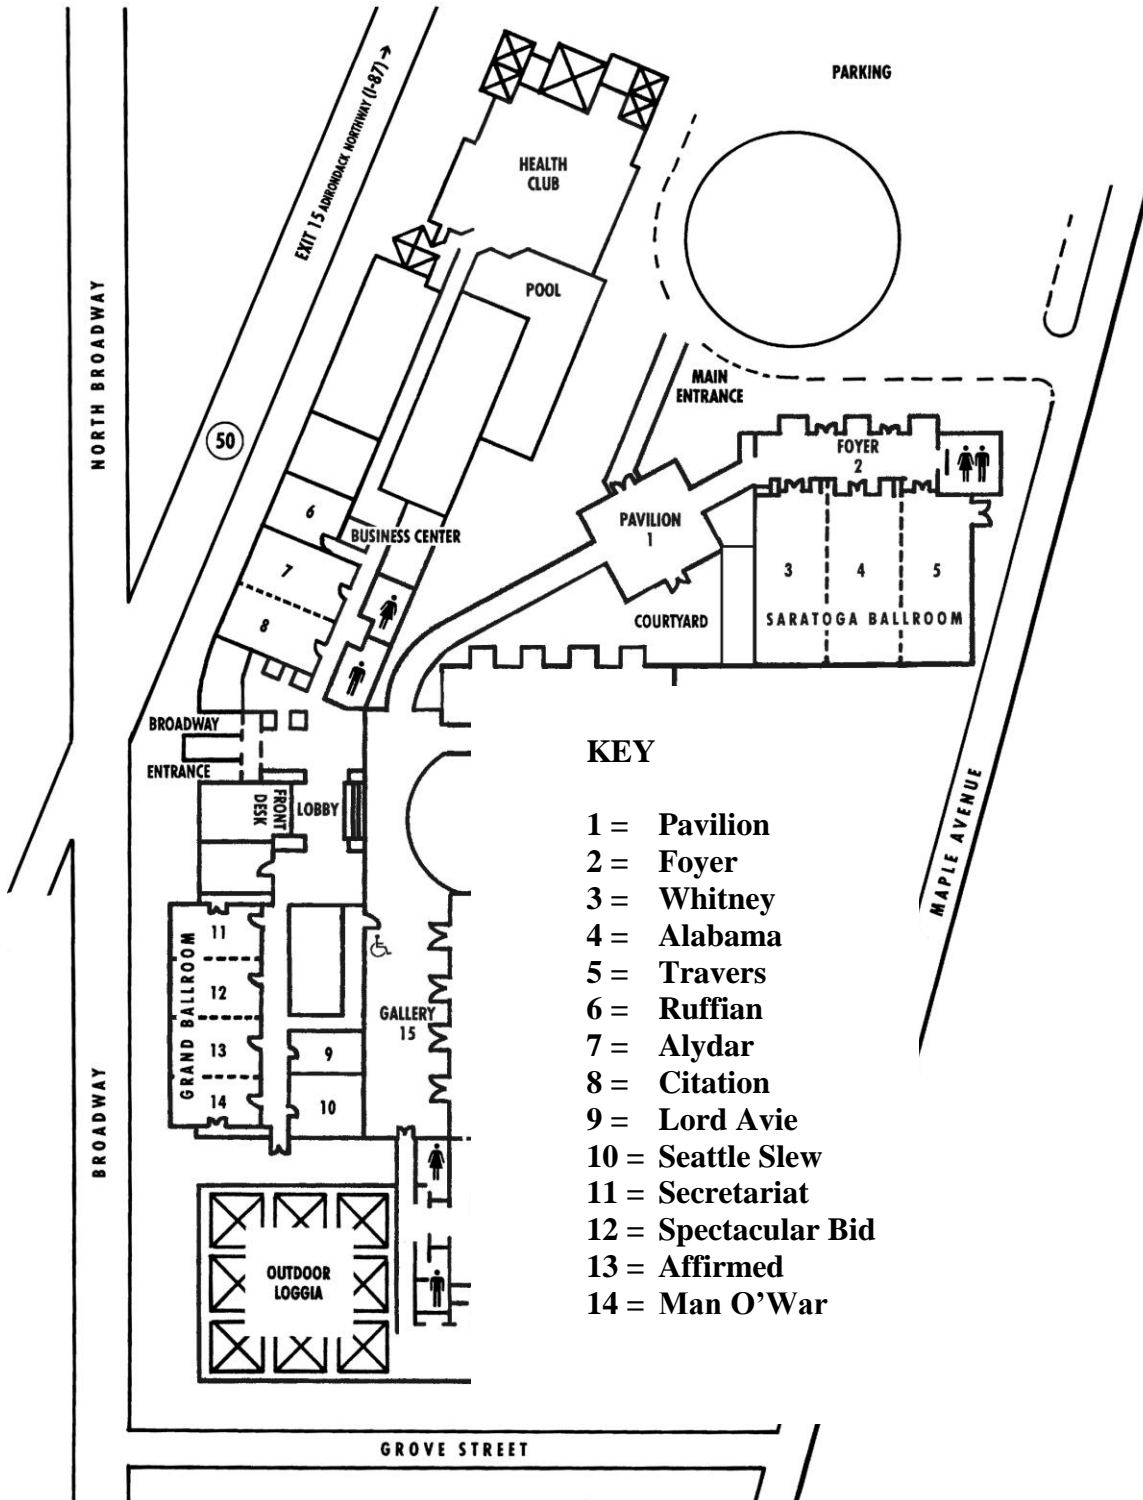 PARKING
EXIT 15 ADIRONDACK NORTHWAY (I-87) →
HEALTH
CLUB
POOL
NORTH BROADWAY
50
MAIN
ENTRANCE
FOYER
2
6
BUSINESS CENTER
PAVILION
1
7
8
3
4
5
COURTYARD
SARATOGA BALLROOM
BROADWAY
ENTRANCE
FRONT
DESK
LOBBY
MAPLE AVENUE
GRAND BALLROOM
11
12
13
14
GALLERY
15
9
10
BROADWAY
OUTDOOR
LOGGIA
GROVE STREET
KEY
1 = Pavilion
2 = Foyer
3 = Whitney
4 = Alabama
5 = Travers
6 = Ruffian
7 = Alydar
8 = Citation
9 = Lord Avie
10 = Seattle Slew
11 = Secretariat
12 = Spectacular Bid
13 = Affirmed
14 = Man O’War